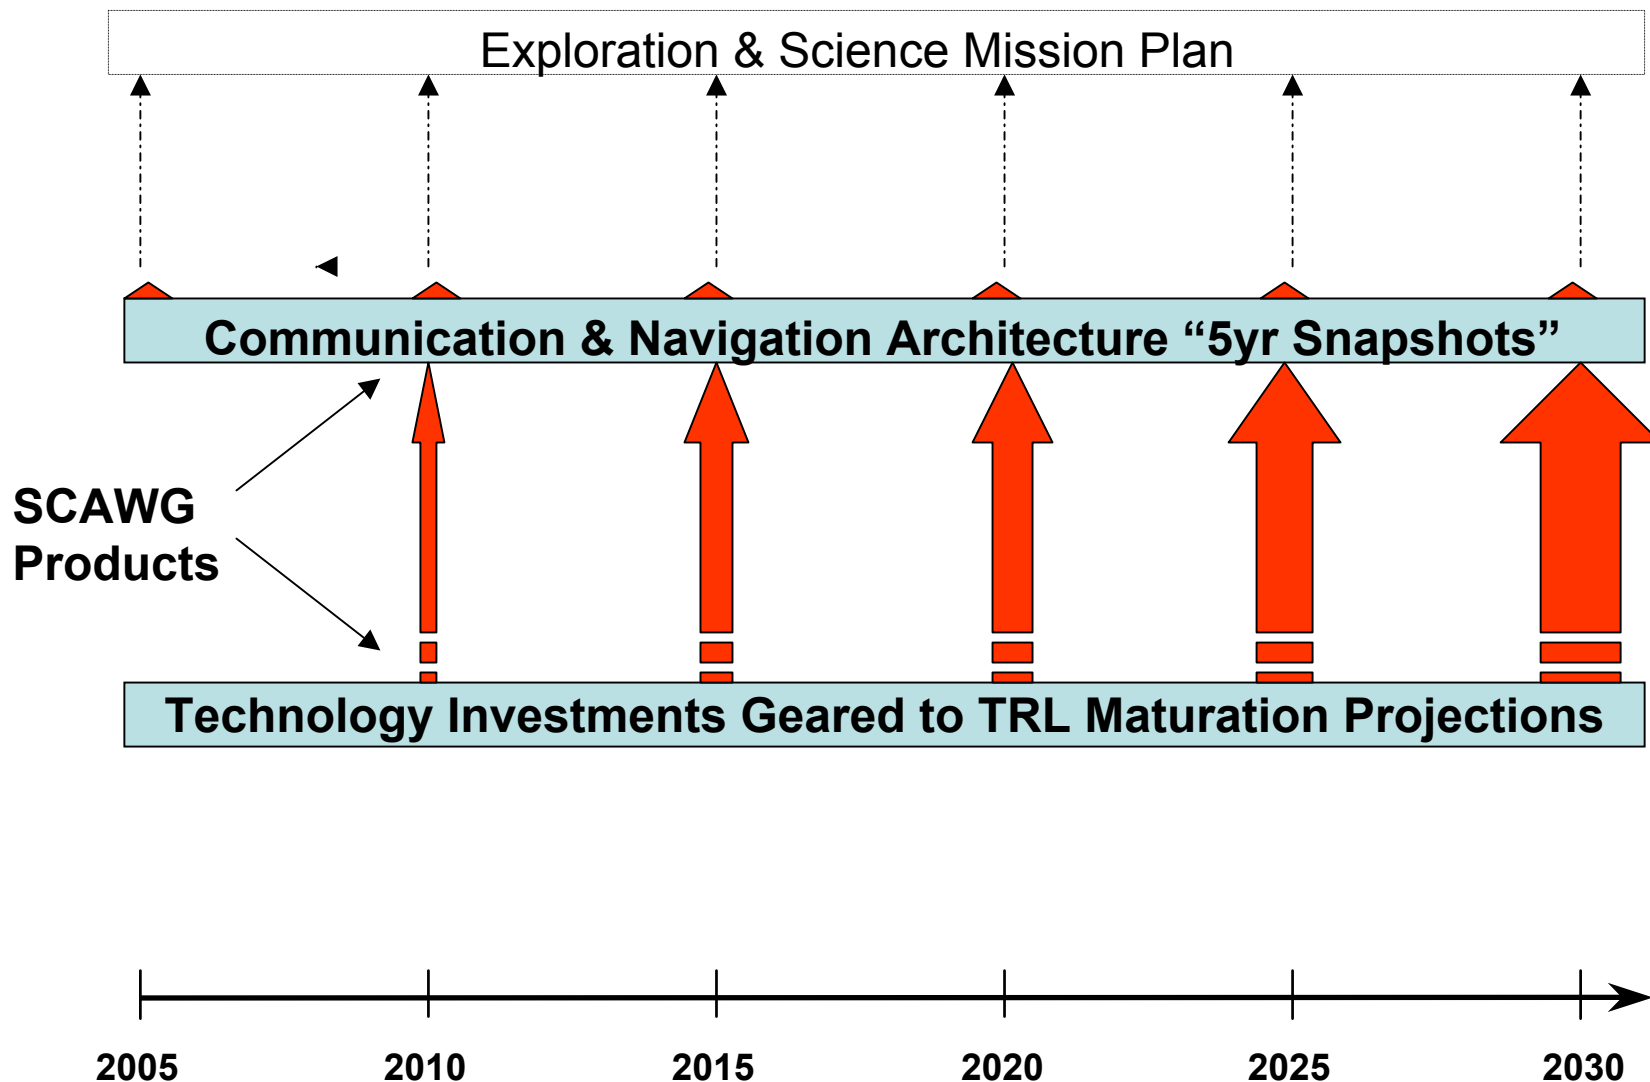 Exploration & Science Mission Plan
Communication & Navigation Architecture “5yr Snapshots”
SCAWG
Products
Technology Investments Geared to TRL Maturation Projections
2005 2010 2015 2020 2025 2030